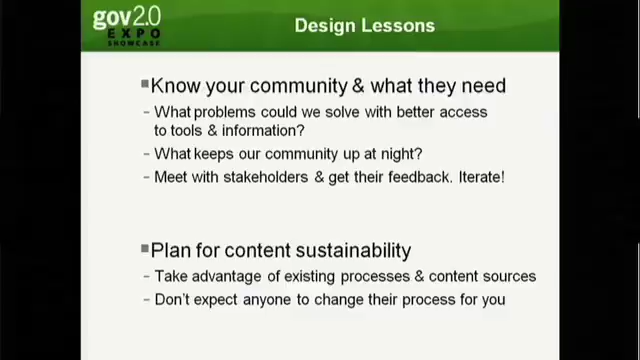 gov 2.0
EXPO
SHOWCASE
Design Lessons
Know your community & what they need
- What problems could we solve with better access
to tools & information?
- What keeps our community up at night?
- Meet with stakeholders & get their feedback. Iterate!
Plan for content sustainability
- Take advantage of existing processes & content sources
- Don't expect anyone to change their process for you